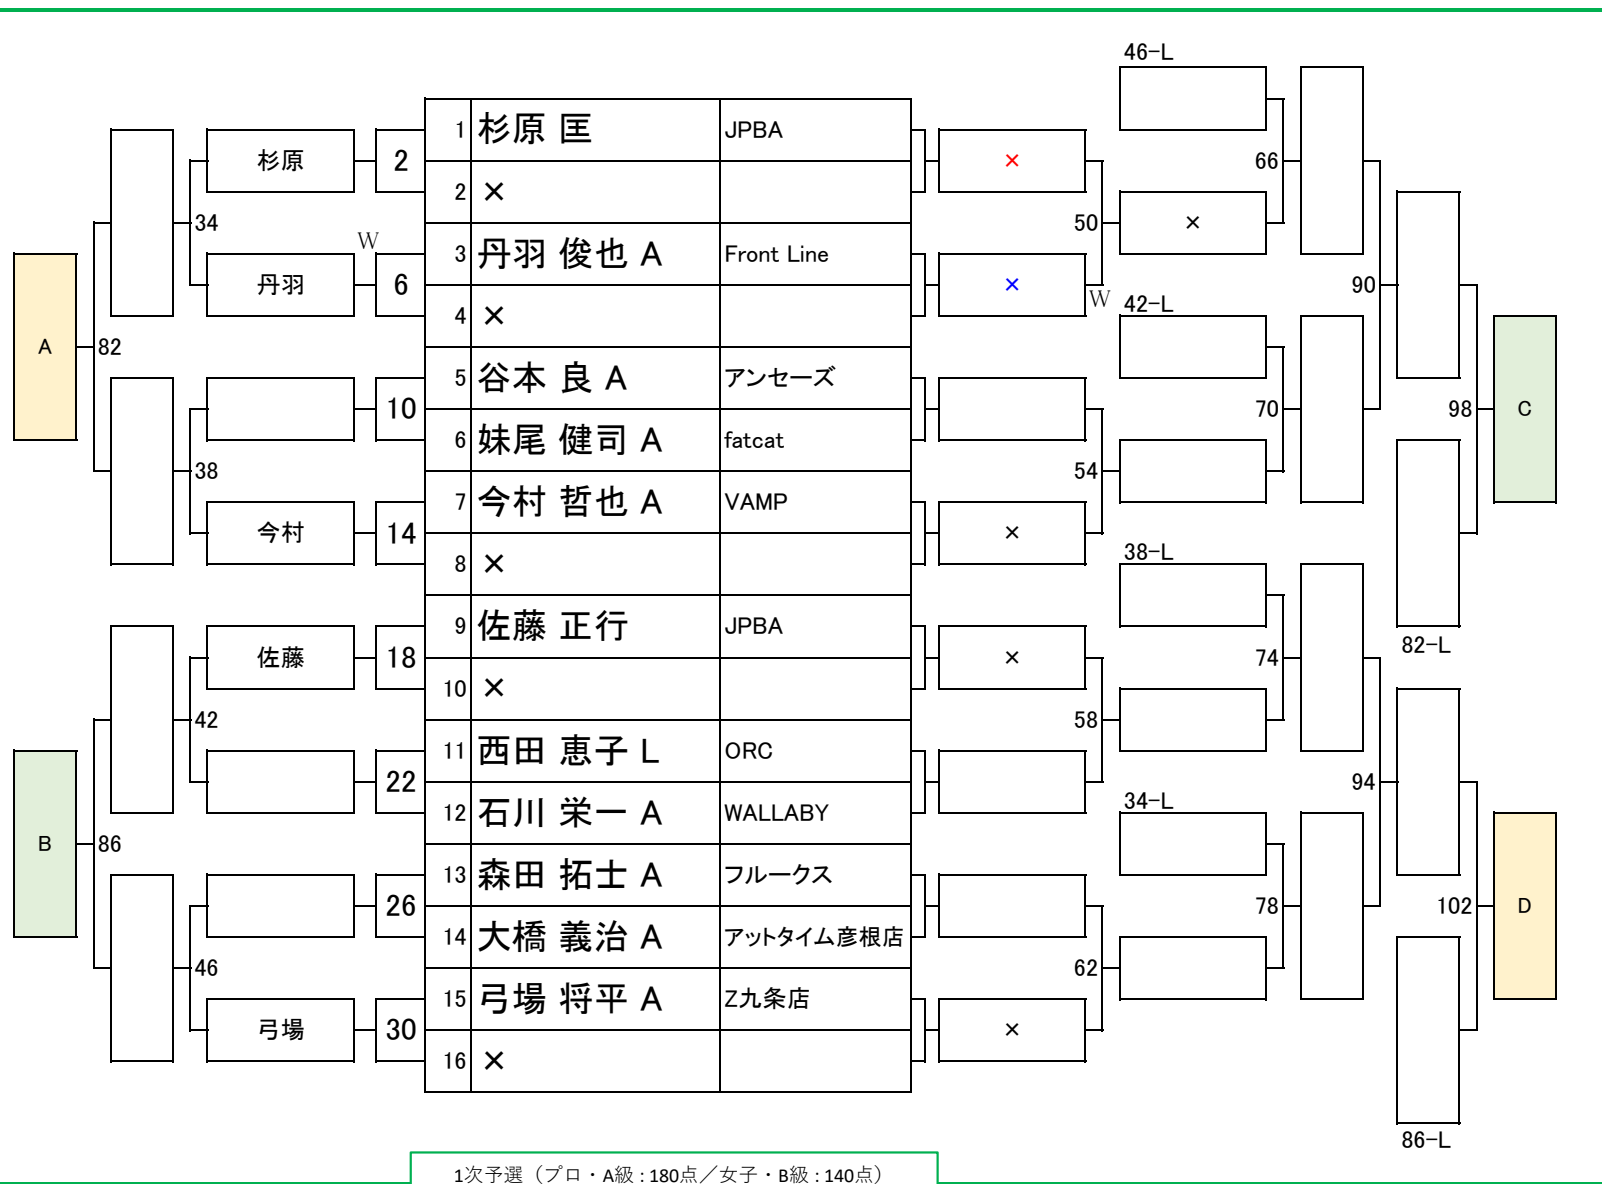 46-L
1 杉原 匡 JPBA
杉原 2 × 66
2 ×
34 W 50 ×
3 丹羽 俊也 A Front Line
丹羽 6 × W 90
42-L
4 ×
A 82
5 谷本 良 A アンセーズ
10 70 98 C
6 妹尾 健司 A fatcat
38 54
7 今村 哲也 A VAMP
今村 14 ×
38-L
8 ×
9 佐藤 正行 JPBA
82-L
佐藤 18 × 74
10 ×
42 58
11 西田 恵子 L ORC
22 94
34-L
12 石川 栄一 A WALLABY
B 86
13 森田 拓士 A フルークス
26 78 102 D
14 大橋 義治 A アットタイム彦根店
46 62
15 弓場 将平 A Z九条店
弓場 30 ×
16 ×
86-L
1次予選（プロ・A級：180点／女子・B級：140点）